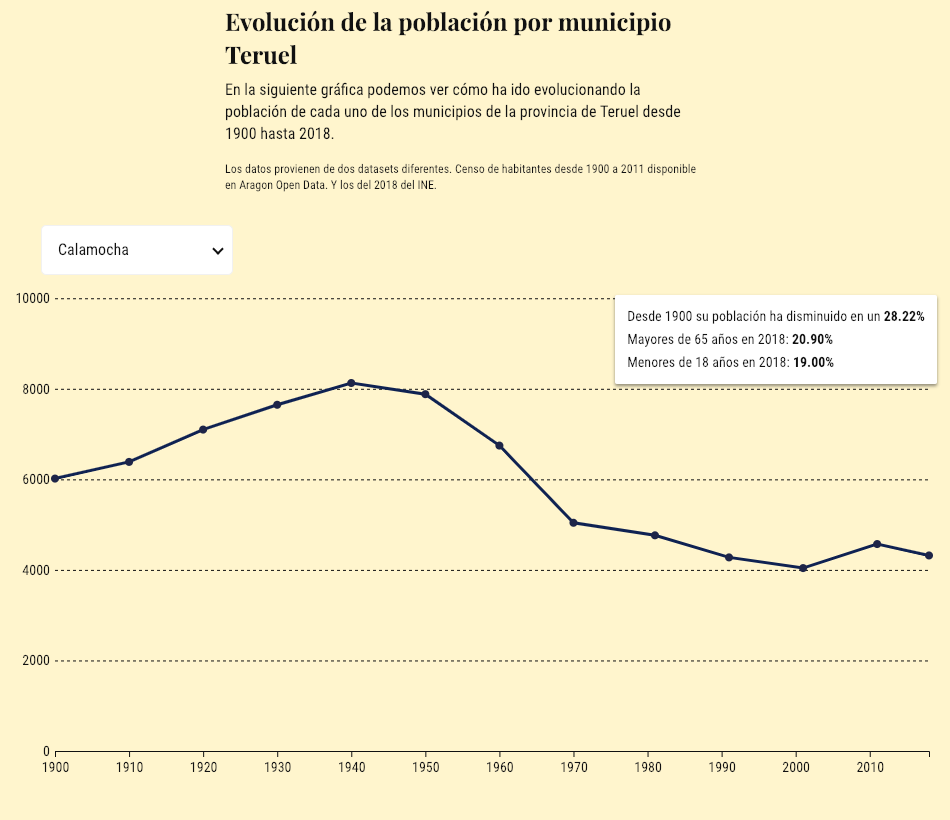 Evolución de la población por municipio
Teruel
En la siguiente gráfica podemos ver cómo ha ido evolucionando la
población de cada uno de los municipios de la provincia de Teruel desde
1900 hasta 2018.
Los datos provienen de dos datasets diferentes. Censo de habitantes desde 1900 a 2011 disponible
en Aragon Open Data. Y los del 2018 del INE.
Calamocha
10000
Desde 1900 su población ha disminuido en un 28.22%
Mayores de 65 años en 2018: 20.90%
Menores de 18 años en 2018: 19.00%
8000
6000
4000
2000
0
1900 1910 1920 1930 1940 1950 1960 1970 1980 1990 2000 2010